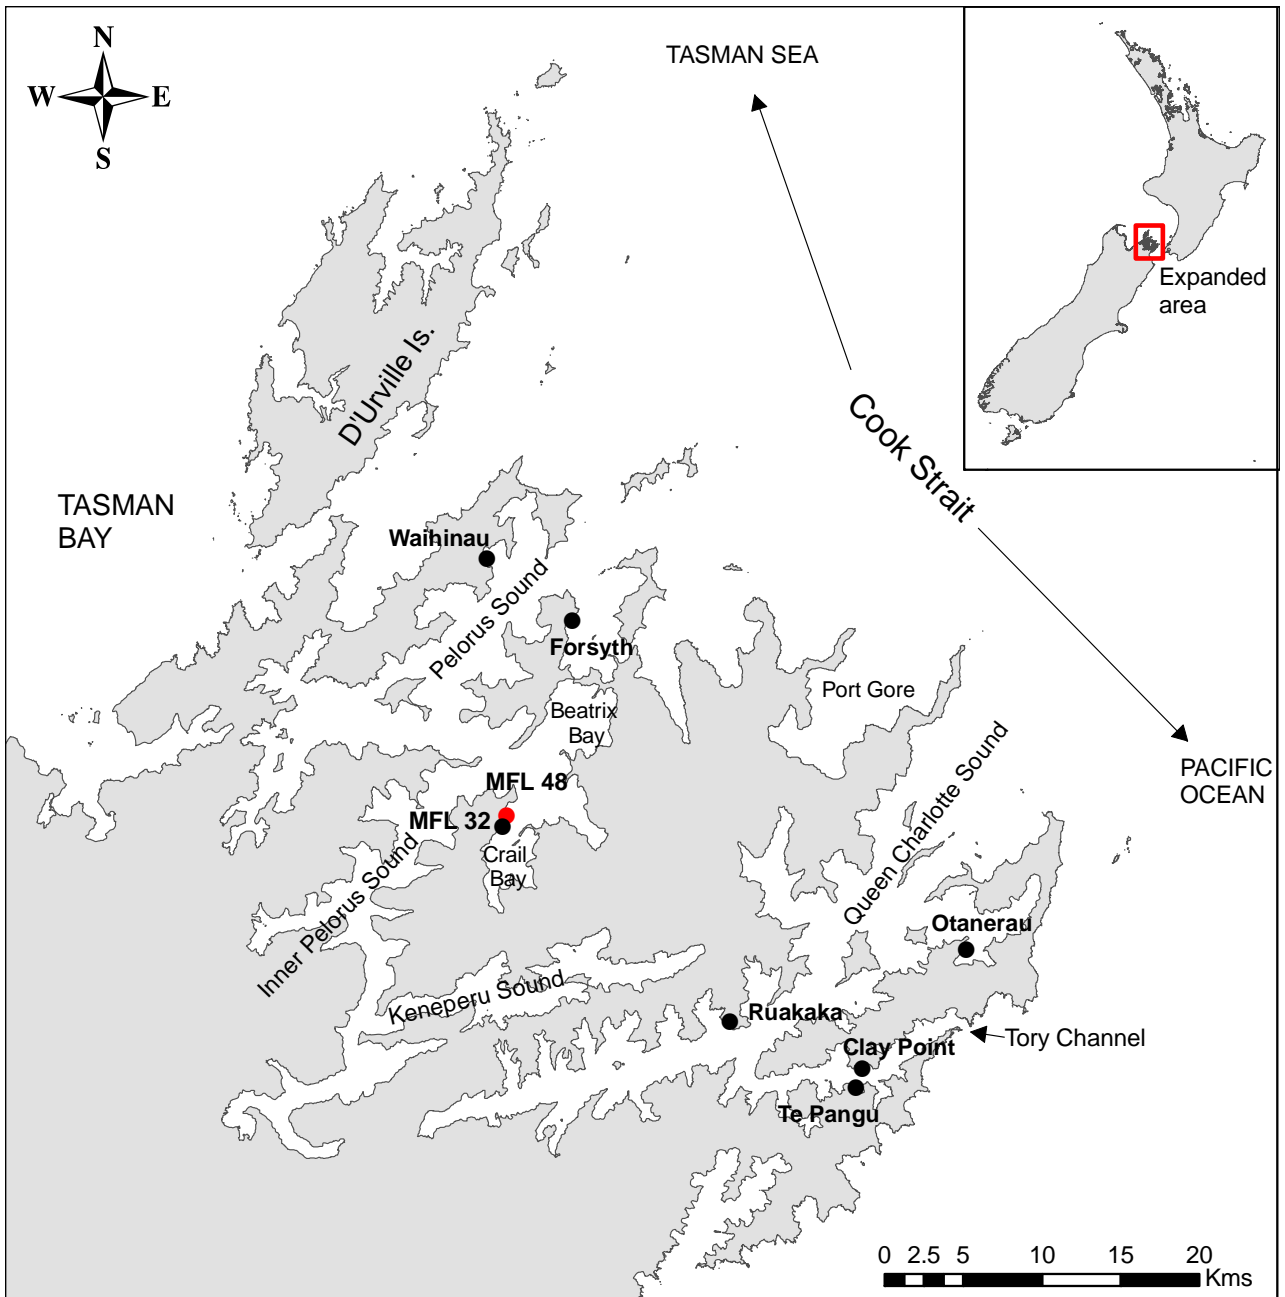 N
W E
S
TASMAN SEA
Expanded
area
D'Urville Is.
Cook Strait
TASMAN
BAY
Waihinau
Pelorus Sound
Forsyth
Port Gore
Beatrix
Bay
PACIFIC
OCEAN
MFL 48
MFL 32
Crail
Bay
Inner Pelorus Sound
Queen Charlotte Sound
Otanerau
Keneperu Sound
Ruakaka
Tory Channel
Clay Point
Te Pangu
0 2.5 5 10 15 20
Kms